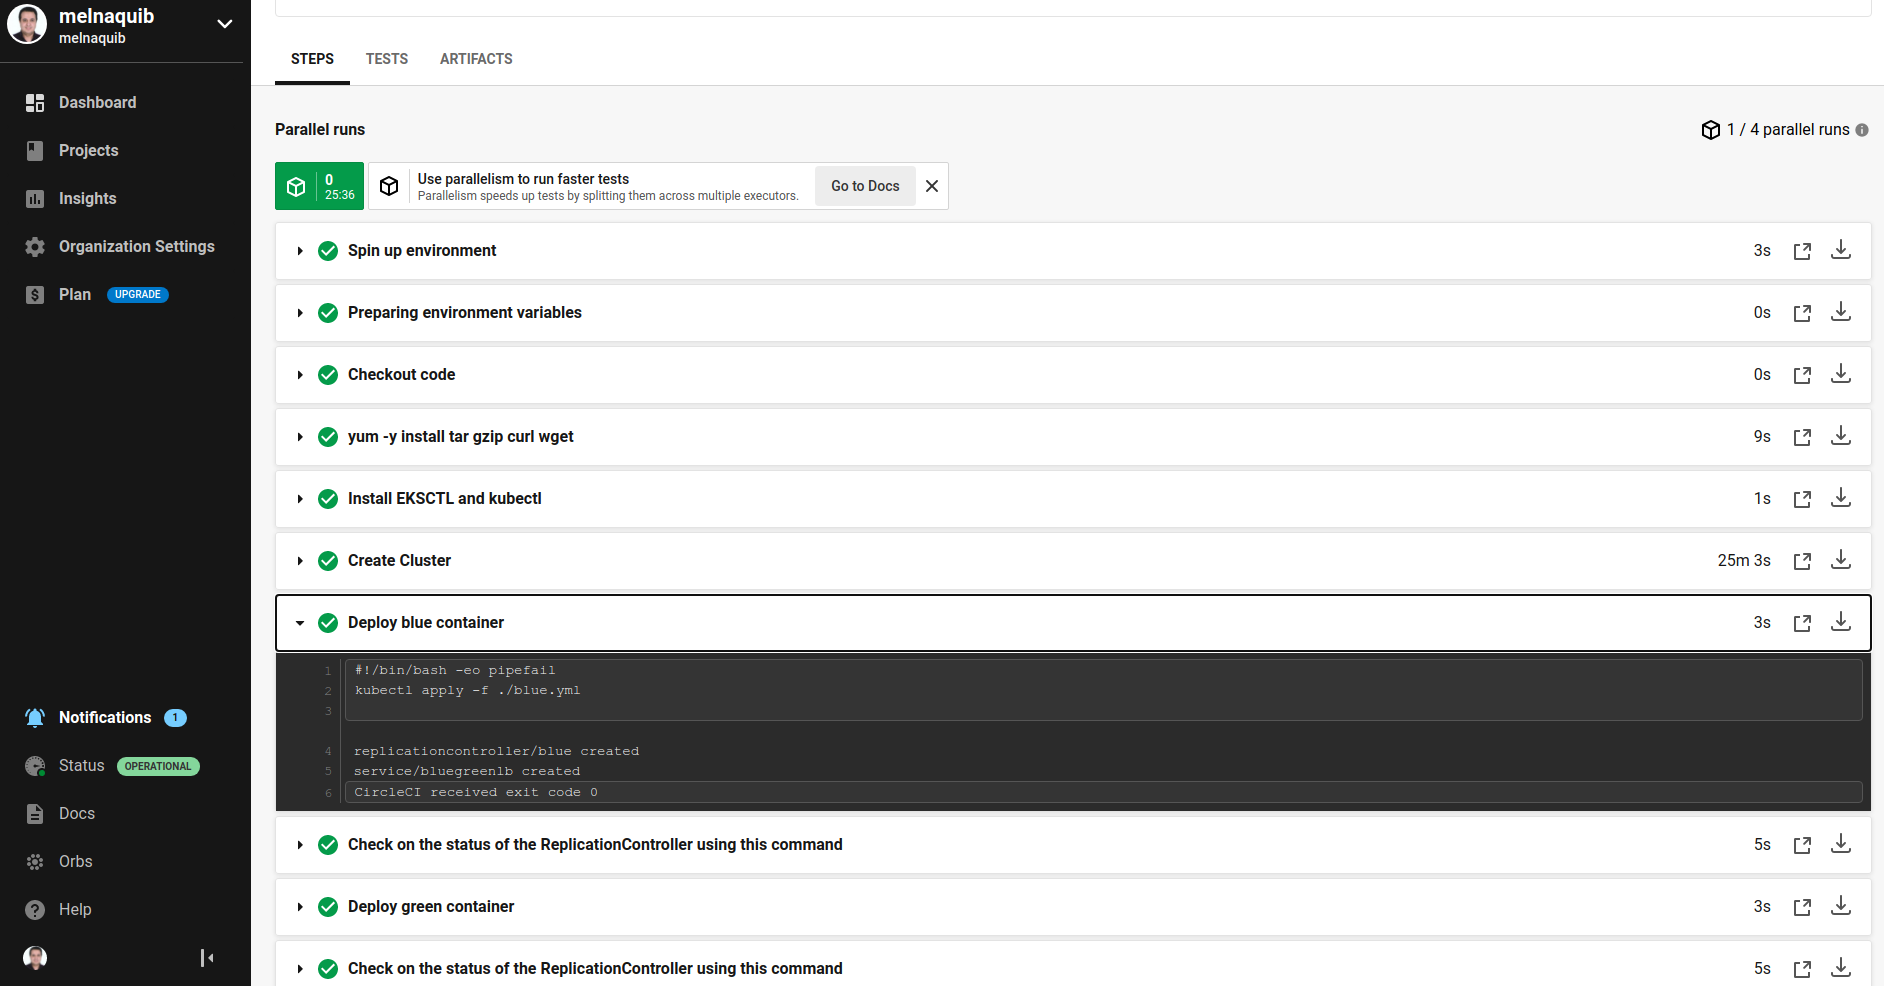 melnaquib
melnaquib
Dashboard
Projects
Insights
Organization Settings
Plan UPGRADE
Notifications 1
Status OPERATIONAL
Docs
Orbs
Help
STEPS TESTS ARTIFACTS
Parallel runs
1 / 4 parallel runs
0
25:36
Use parallelism to run faster tests
Parallelism speeds up tests by splitting them across multiple executors.
Go to Docs
Spin up environment 3s
Preparing environment variables 0s
Checkout code 0s
yum -y install tar gzip curl wget 9s
Install EKSCTL and kubectl 1s
Create Cluster 25m 3s
Deploy blue container 3s
1 #!/bin/bash -eo pipefail
2 kubectl apply -f ./blue.yml
3
4 replicationcontroller/blue created
5 service/bluegreenlb created
6 CircleCI received exit code 0
Check on the status of the ReplicationController using this command 5s
Deploy green container 3s
Check on the status of the ReplicationController using this command 5s